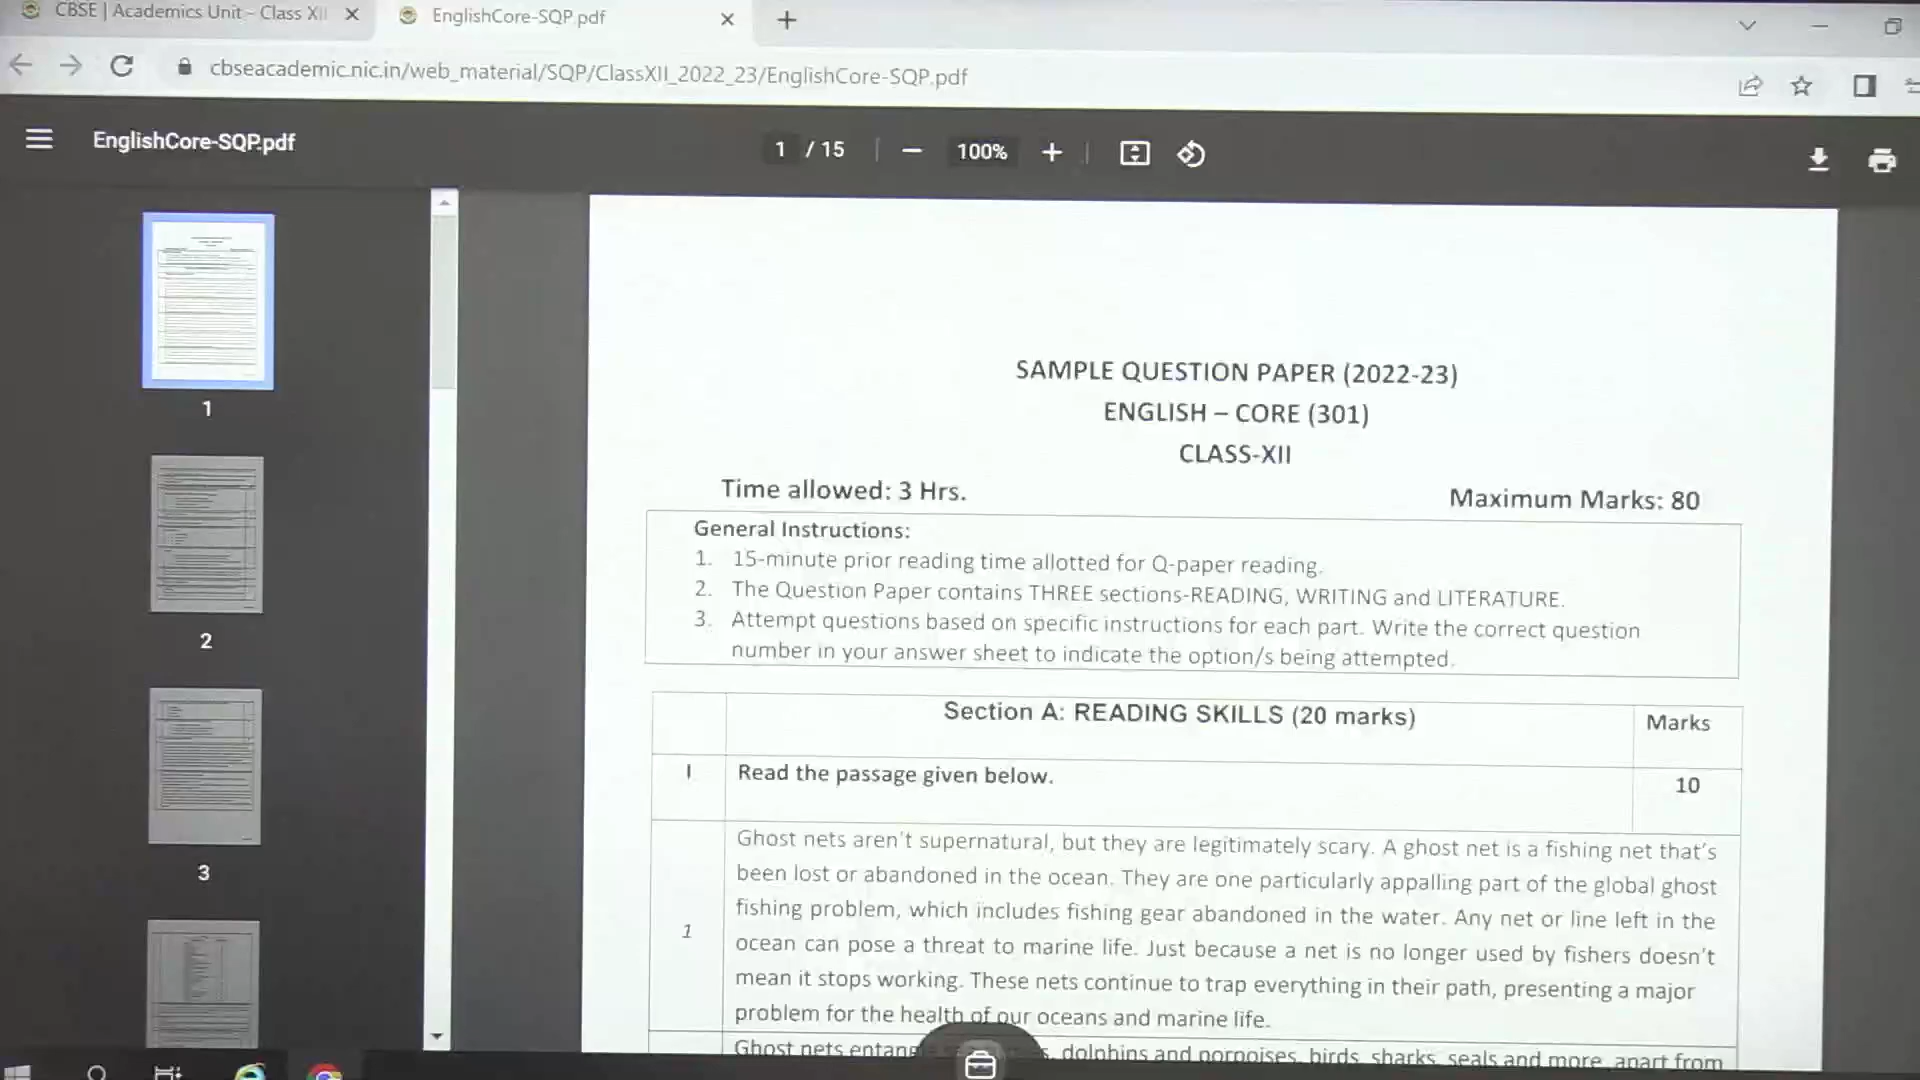 CBSE | Academics Unit - Class XII
EnglishCore-SQP.pdf
cbseacademic.nic.in/web_material/SQP/ClassXII_2022_23/EnglishCore-SQP.pdf
EnglishCore-SQP.pdf
1 / 15
100%
1
2
3
SAMPLE QUESTION PAPER (2022-23)
ENGLISH – CORE (301)
CLASS-XII
Time allowed: 3 Hrs.
Maximum Marks: 80
General Instructions:
1. 15-minute prior reading time allotted for Q-paper reading.
2. The Question Paper contains THREE sections-READING, WRITING and LITERATURE.
3. Attempt questions based on specific instructions for each part. Write the correct question
number in your answer sheet to indicate the option/s being attempted.
Section A: READING SKILLS (20 marks)
Marks
I Read the passage given below.
10
1
Ghost nets aren't supernatural, but they are legitimately scary. A ghost net is a fishing net that's
been lost or abandoned in the ocean. They are one particularly appalling part of the global ghost
fishing problem, which includes fishing gear abandoned in the water. Any net or line left in the
ocean can pose a threat to marine life. Just because a net is no longer used by fishers doesn't
mean it stops working. These nets continue to trap everything in their path, presenting a major
problem for the health of our oceans and marine life.
Ghost nets dolphins and porpoises, birds, sharks, seals and more, apart from